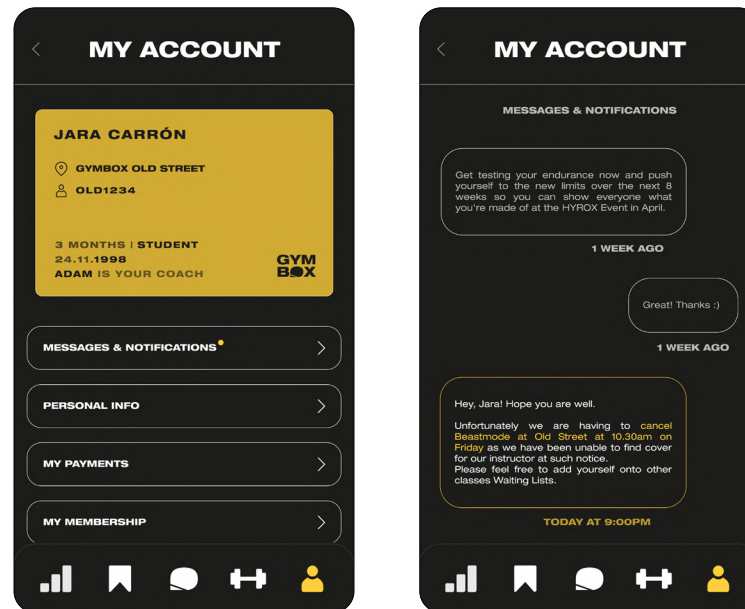 MY ACCOUNT
JARA CARRÓN
GYMBOX OLD STREET
OLD1234
3 MONTHS | STUDENT
24.11.1998
ADAM IS YOUR COACH
GYM
BOX
MESSAGES & NOTIFICATIONS
PERSONAL INFO
MY PAYMENTS
MY MEMBERSHIP
MY ACCOUNT
MESSAGES & NOTIFICATIONS
Get testing your endurance now and push
yourself to the new limits over the next 8
weeks so you can show everyone what
you're made of at the HYROX Event in April.
1 WEEK AGO
Great! Thanks :)
1 WEEK AGO
Hey, Jara! Hope you are well.
Unfortunately we are having to cancel
Beastmode at Old Street at 10.30am on
Friday as we have been unable to find cover
for our instructor at such notice.
Please feel free to add yourself onto other
classes Waiting Lists.
TODAY AT 9:00PM